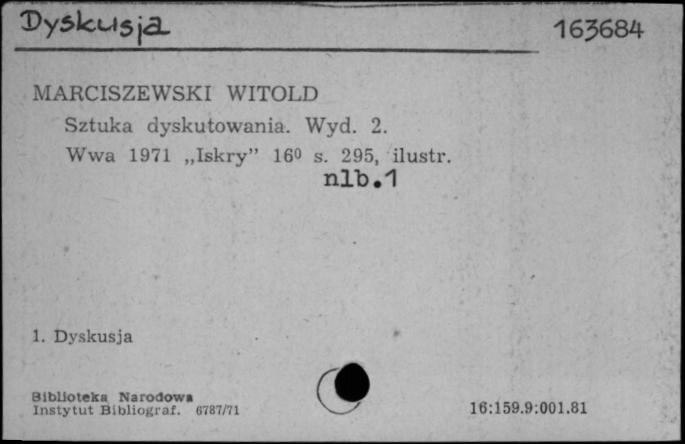 Dyskusja 163684
MARCISZEWSKI WITOLD
Sztuka dyskutowania. Wyd. 2.
Wwa 1971 „Iskry” 16⁰ s. 295, ilustr.
nlb.1
1. Dyskusja
Biblioteka Narodowa
Instytut Bibliograf. 6787/71 16:159.9:001.81